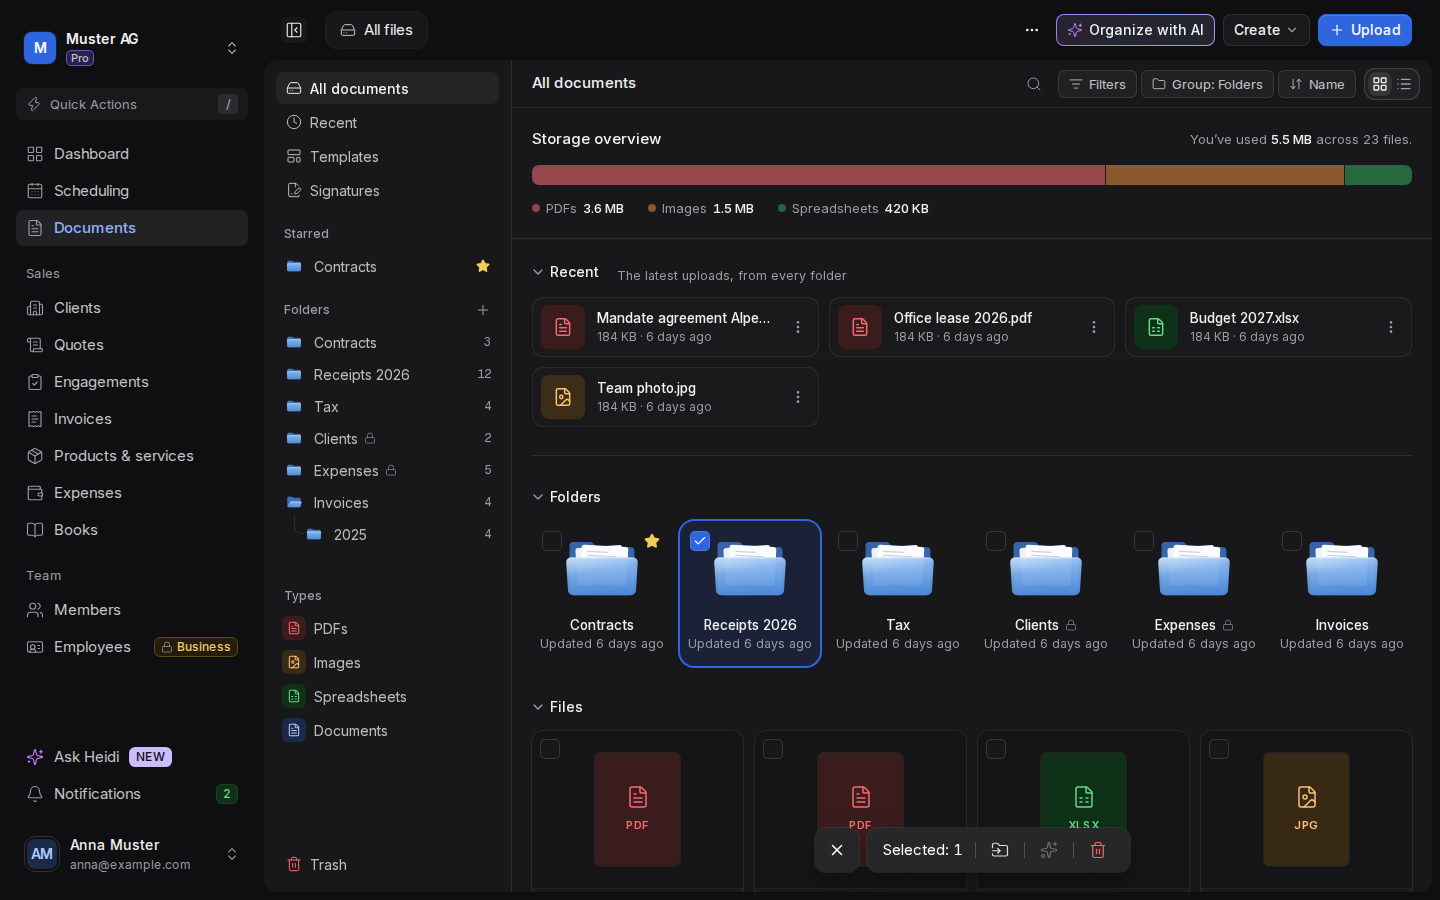 M
Muster AG
Pro
Quick Actions
/
Dashboard
Scheduling
Documents
Sales
Clients
Quotes
Engagements
Invoices
Products & services
Expenses
Books
Team
Members
Employees
Business
Ask Heidi
NEW
Notifications
2
AM
Anna Muster
anna@example.com
All files
Organize with AI
Create
Upload
All documents
Recent
Templates
Signatures
Starred
Contracts
Folders
Contracts 3
Receipts 2026 12
Tax 4
Clients 2
Expenses 5
Invoices 4
2025 4
Types
PDFs
Images
Spreadsheets
Documents
Trash
All documents
Filters
Group: Folders
Name
Storage overview
You’ve used 5.5 MB across 23 files.
PDFs 3.6 MB
Images 1.5 MB
Spreadsheets 420 KB
Recent
The latest uploads, from every folder
Mandate agreement Alpe…
184 KB · 6 days ago
Office lease 2026.pdf
184 KB · 6 days ago
Budget 2027.xlsx
184 KB · 6 days ago
Team photo.jpg
184 KB · 6 days ago
Folders
Contracts
Updated 6 days ago
Receipts 2026
Updated 6 days ago
Tax
Updated 6 days ago
Clients
Updated 6 days ago
Expenses
Updated 6 days ago
Invoices
Updated 6 days ago
Files
PDF
PDF
XLSX
JPG
Selected: 1